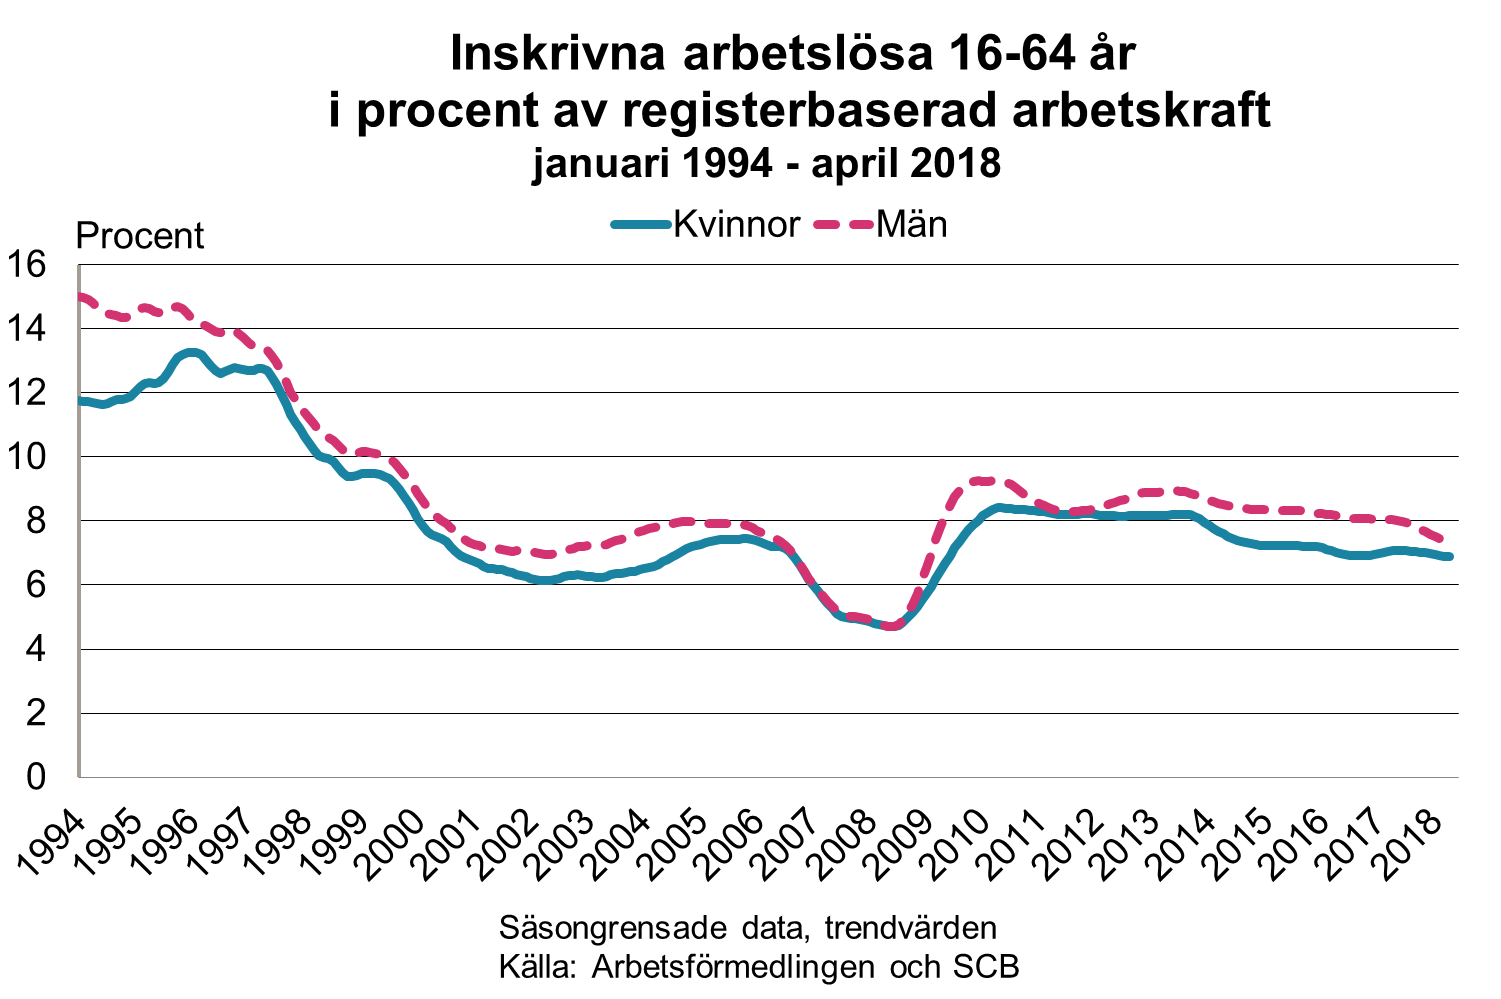 Inskrivna arbetslösa 16-64 år
i procent av registerbaserad arbetskraft
januari 1994 - april 2018
Kvinnor Män
Procent
16
14
12
10
8
6
4
2
0
1994 1995 1996 1997 1998 1999 2000 2001 2002 2003 2004 2005 2006 2007 2008 2009 2010 2011 2012 2013 2014 2015 2016 2017 2018
Säsongrensade data, trendvärden
Källa: Arbetsförmedlingen och SCB